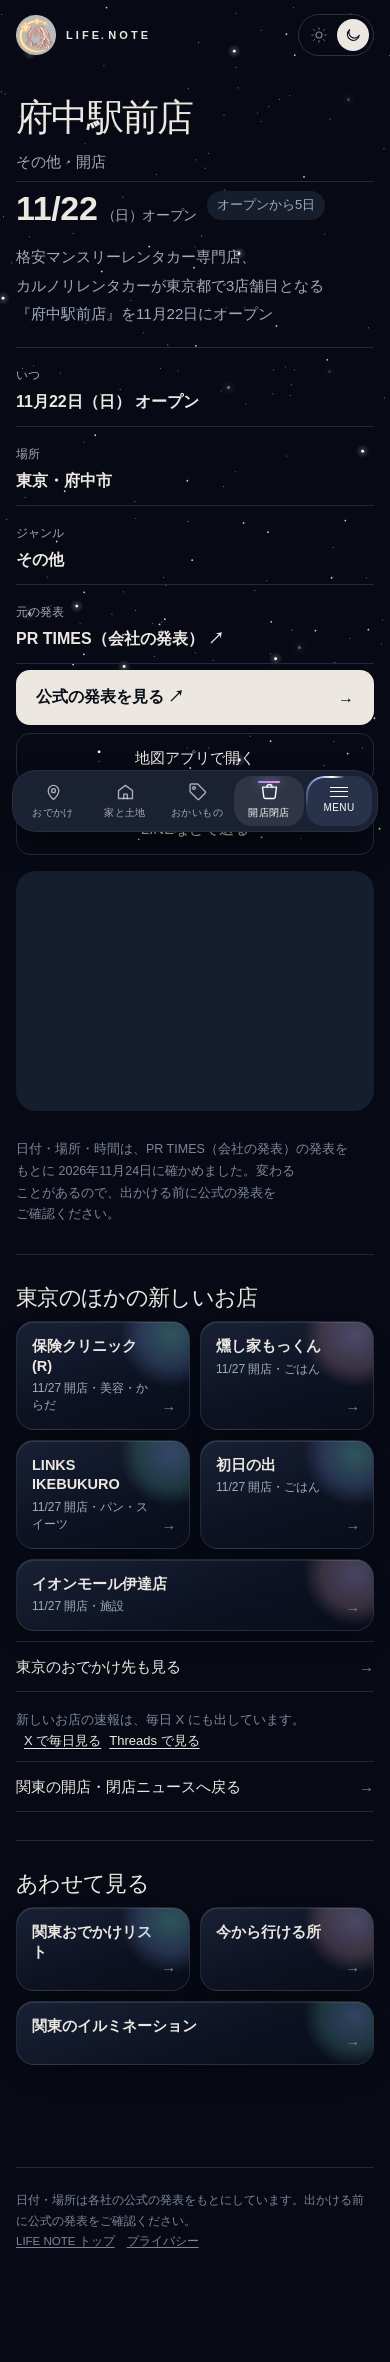 LIFE.NOTE
府中駅前店
その他・開店
11/22 （日）オープン オープンから5日
格安マンスリーレンタカー専門店、
カルノリレンタカーが東京都で3店舗目となる
『府中駅前店』を11月22日にオープン
いつ
11月22日（日） オープン
場所
東京・府中市
ジャンル
その他
元の発表
PR TIMES（会社の発表） ↗
公式の発表を見る ↗ →
地図アプリで開く
おでかけ 家と土地 おかいもの 開店閉店 MENU
日付・場所・時間は、PR TIMES（会社の発表）の発表を
もとに 2026年11月24日に確かめました。変わる
ことがあるので、出かける前に公式の発表を
ご確認ください。
東京のほかの新しいお店
保険クリニック
(R)
11/27 開店・美容・か
らだ →
燻し家もっくん
11/27 開店・ごはん
→
LINKS
IKEBUKURO
11/27 開店・パン・ス
イーツ →
初日の出
11/27 開店・ごはん
→
イオンモール伊達店
11/27 開店・施設 →
東京のおでかけ先も見る →
新しいお店の速報は、毎日 X にも出しています。
X で毎日見る Threads で見る
関東の開店・閉店ニュースへ戻る →
あわせて見る
関東おでかけリス
ト →
今から行ける所
→
関東のイルミネーション
→
日付・場所は各社の公式の発表をもとにしています。出かける前
に公式の発表をご確認ください。
LIFE NOTE トップ プライバシー